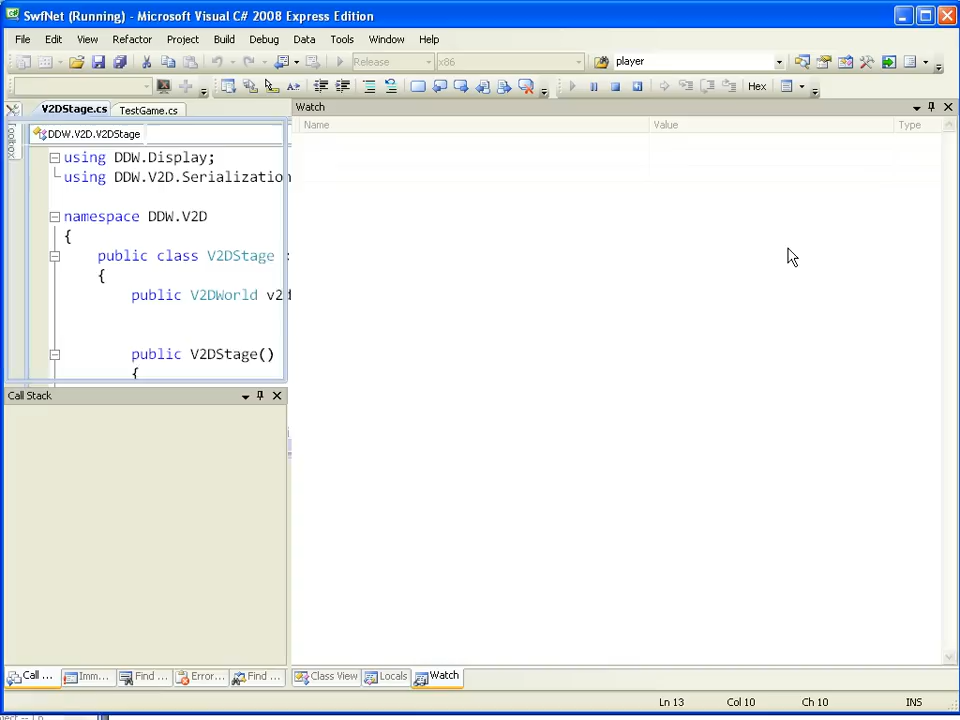 SwfNet (Running) - Microsoft Visual C# 2008 Express Edition
File Edit View Refactor Project Build Debug Data Tools Window Help
Release x86 player
Hex
V2DStage.cs TestGame.cs
Toolbox
DDW.V2D.V2DStage
using DDW.Display;
using DDW.V2D.Serialization
namespace DDW.V2D
{
public class V2DStage :
{
public V2DWorld v2d
public V2DStage()
{
Watch
Name Value Type
Call Stack
Call ... Imm... Find ... Error... Find ... Class View Locals Watch
Ln 13 Col 10 Ch 10 INS